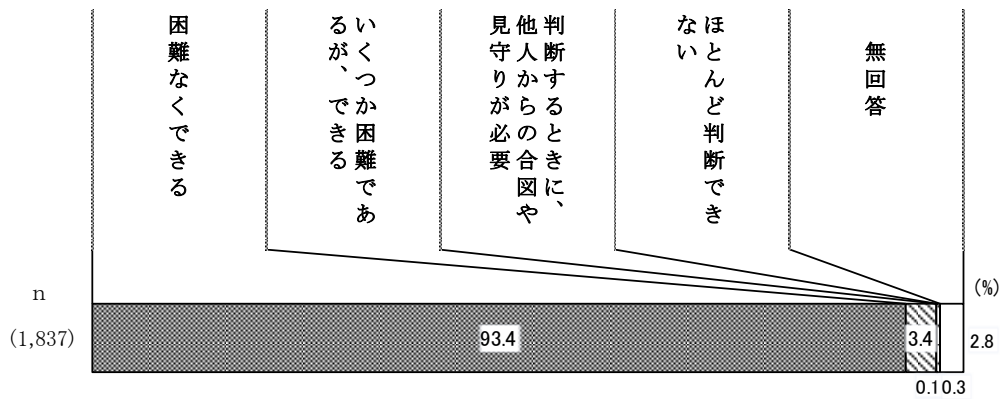 困難なくできる
いくつか困難であ
るが、できる
判断するときに、
他人からの合図や
見守りが必要
ほとんど判断でき
ない
無回答
(%)
n
(1,837)
93.4
3.4
2.8
0.1
0.3